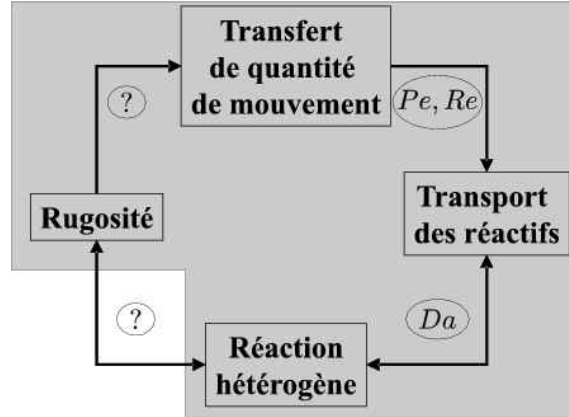 Transfert
de quantité
de mouvement
?
Pe, Re
Rugosité
Transport
des réactifs
?
Da
Réaction
hétérogène